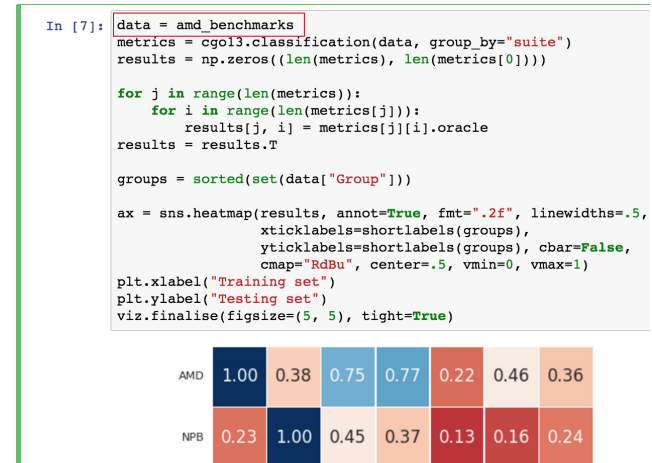 In [7]:
data = amd_benchmarks
metrics = cgo13.classification(data, group_by="suite")
results = np.zeros((len(metrics), len(metrics[0])))
for j in range(len(metrics)):
    for i in range(len(metrics[j])):
        results[j, i] = metrics[j][i].oracle
results = results.T
groups = sorted(set(data["Group"]))
ax = sns.heatmap(results, annot=True, fmt=".2f", linewidths=.5,
                 xticklabels=shortlabels(groups),
                 yticklabels=shortlabels(groups), cbar=False,
                 cmap="RdBu", center=.5, vmin=0, vmax=1)
plt.xlabel("Training set")
plt.ylabel("Testing set")
viz.finalise(figsize=(5, 5), tight=True)
AMD 1.00 0.38 0.75 0.77 0.22 0.46 0.36
NPB 0.23 1.00 0.45 0.37 0.13 0.16 0.24